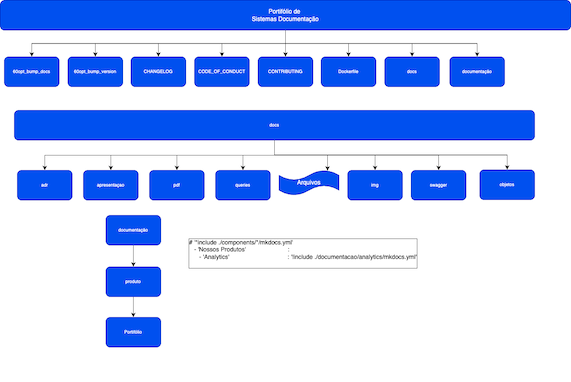 Portifólio de
Sistemas Documentação
60opt_bump_docs
60opt_bump_version
CHANGELOG
CODE_OF_CONDUCT
CONTRIBUTING
Dockerfile
docs
documentação
docs
adr
apresentaçao
pdf
queries
Arquivos
img
swagger
objetos
documentação
# '*include ./components/*/mkdocs.yml'
- 'Nossos Produtos' :
- 'Analytics' : '!include ./documentacao/analytics/mkdocs.yml'
produto
Portifólio